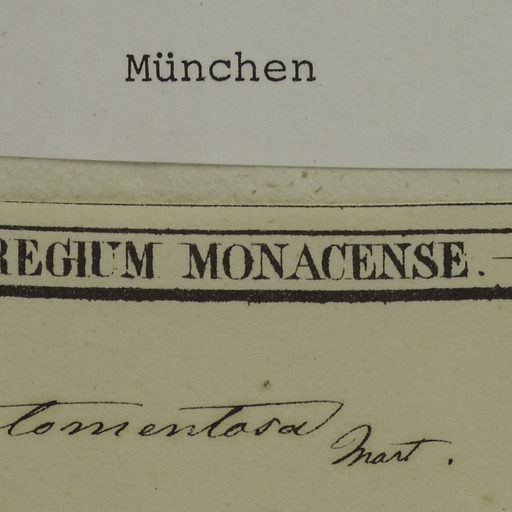 München
REGIUM MONACENSE. —
tomentosa Mart.